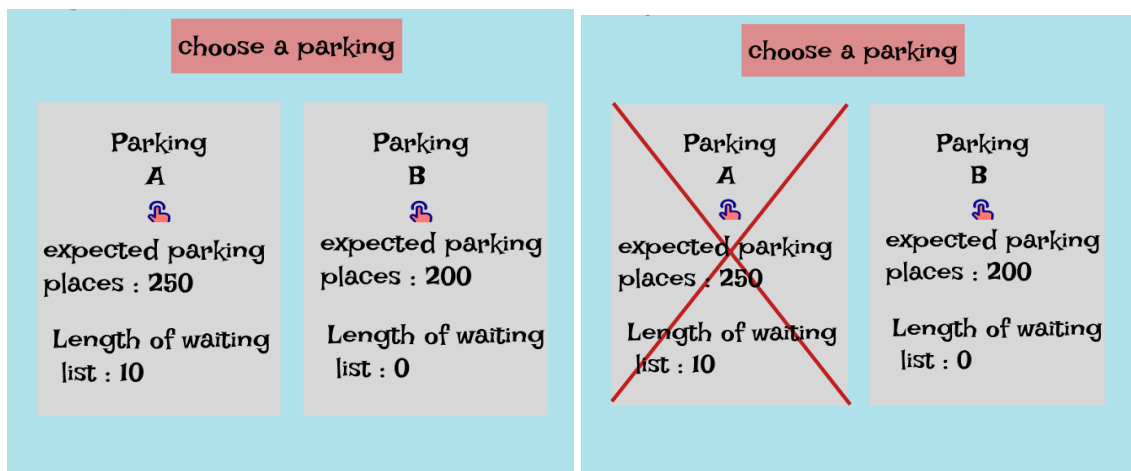 choose a parking
Parking
A
expected parking
places : 250
Length of waiting
list : 10
Parking
B
expected parking
places : 200
Length of waiting
list : 0
choose a parking
Parking
A
expected parking
places : 250
Length of waiting
list : 10
Parking
B
expected parking
places : 200
Length of waiting
list : 0